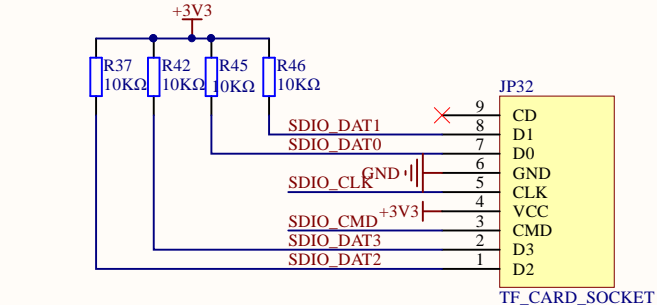 +3V3
R37
10KΩ
R42
10KΩ
R45
10KΩ
R46
10KΩ
JP32
9 CD
SDIO_DAT1 8 D1
SDIO_DAT0 7 D0
GND 6 GND
SDIO_CLK 5 CLK
+3V3 4 VCC
SDIO_CMD 3 CMD
SDIO_DAT3 2 D3
SDIO_DAT2 1 D2
TF_CARD_SOCKET